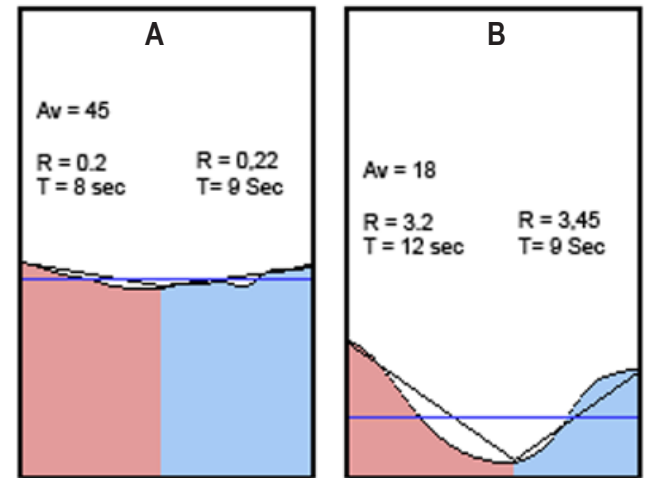 A
Av = 45
R = 0.2
T = 8 sec
R = 0,22
T= 9 Sec
B
Av = 18
R = 3.2
T = 12 sec
R = 3,45
T= 9 Sec